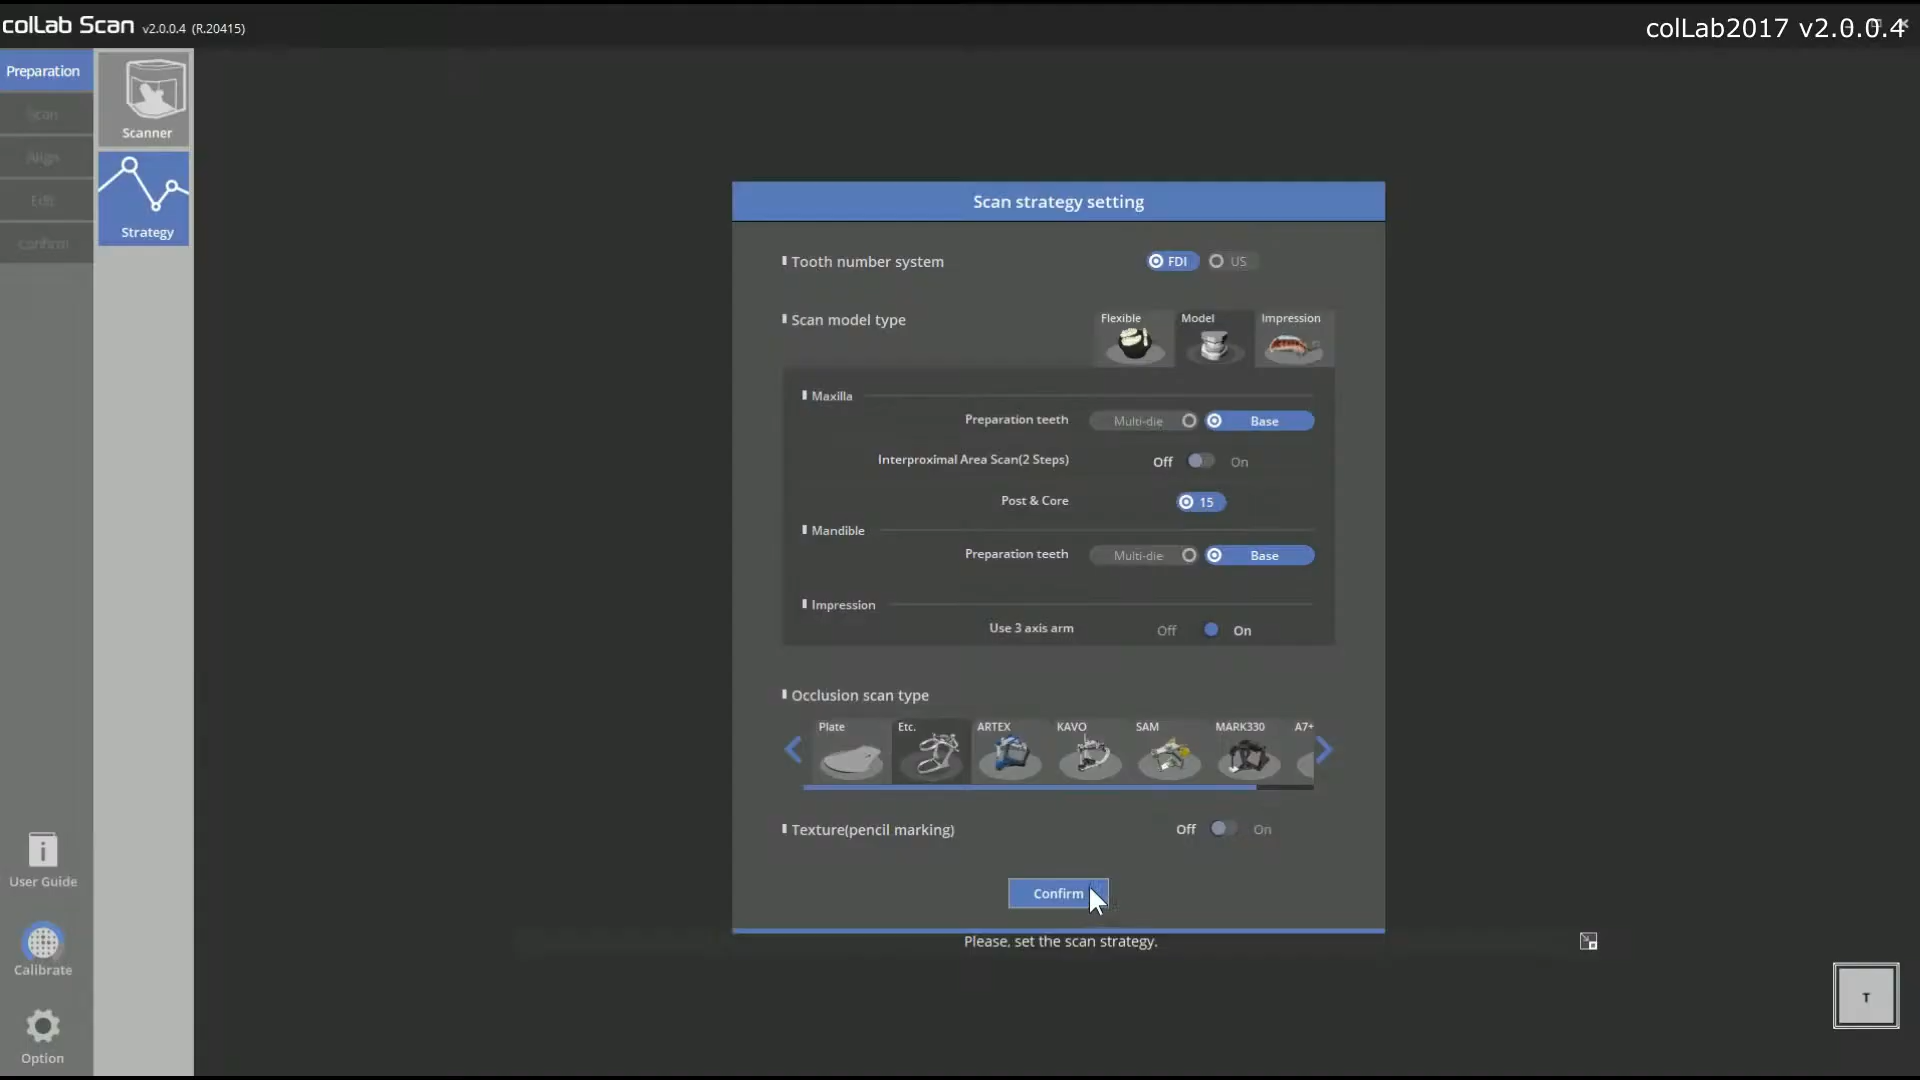 colLab Scan v2.0.0.4 (R.20415)
colLab2017 v2.0.0.4
Preparation
Scan
Align
Edit
Confirm
Scanner
Strategy
User Guide
Calibrate
Option
Scan strategy setting
Tooth number system
FDI
US
Scan model type
Flexible
Model
Impression
Maxilla
Preparation teeth
Multi-die
Base
Interproximal Area Scan(2 Steps)
Off
On
Post & Core
15
Mandible
Preparation teeth
Multi-die
Base
Impression
Use 3 axis arm
Off
On
Occlusion scan type
Plate
Etc.
ARTEX
KAVO
SAM
MARK330
A7+
Texture(pencil marking)
Off
On
Confirm
Please, set the scan strategy.
T